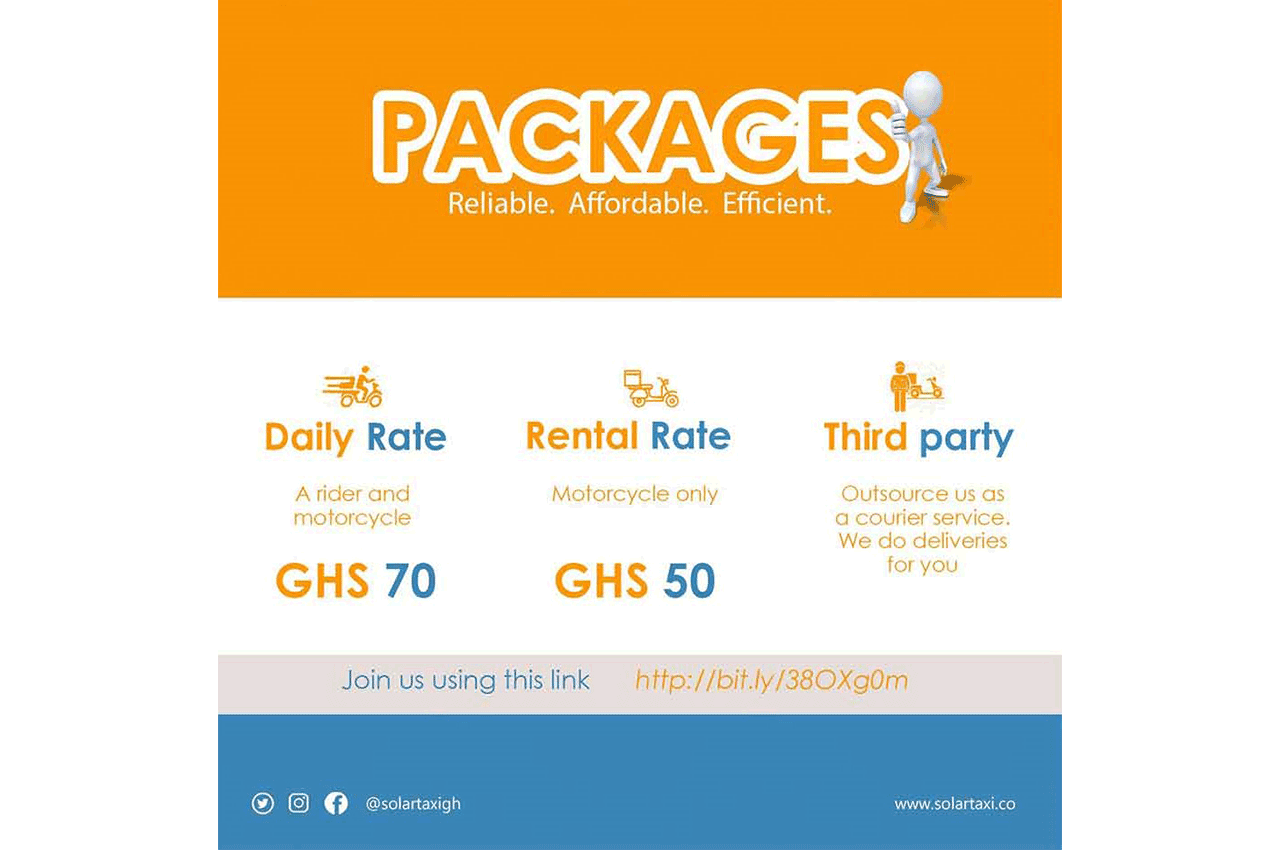 PACKAGES
Reliable. Affordable. Efficient.
Daily Rate
A rider and
motorcycle
GHS 70
Rental Rate
Motorcycle only
GHS 50
Third party
Outsource us as
a courier service.
We do deliveries
for you
Join us using this link http://bit.ly/38OXg0m
@solartaxigh
www.solartaxi.co